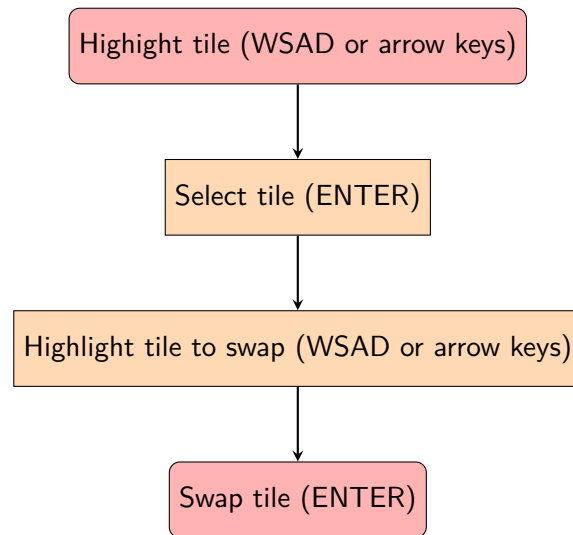 Highight tile (WSAD or arrow keys)
Select tile (ENTER)
Highlight tile to swap (WSAD or arrow keys)
Swap tile (ENTER)